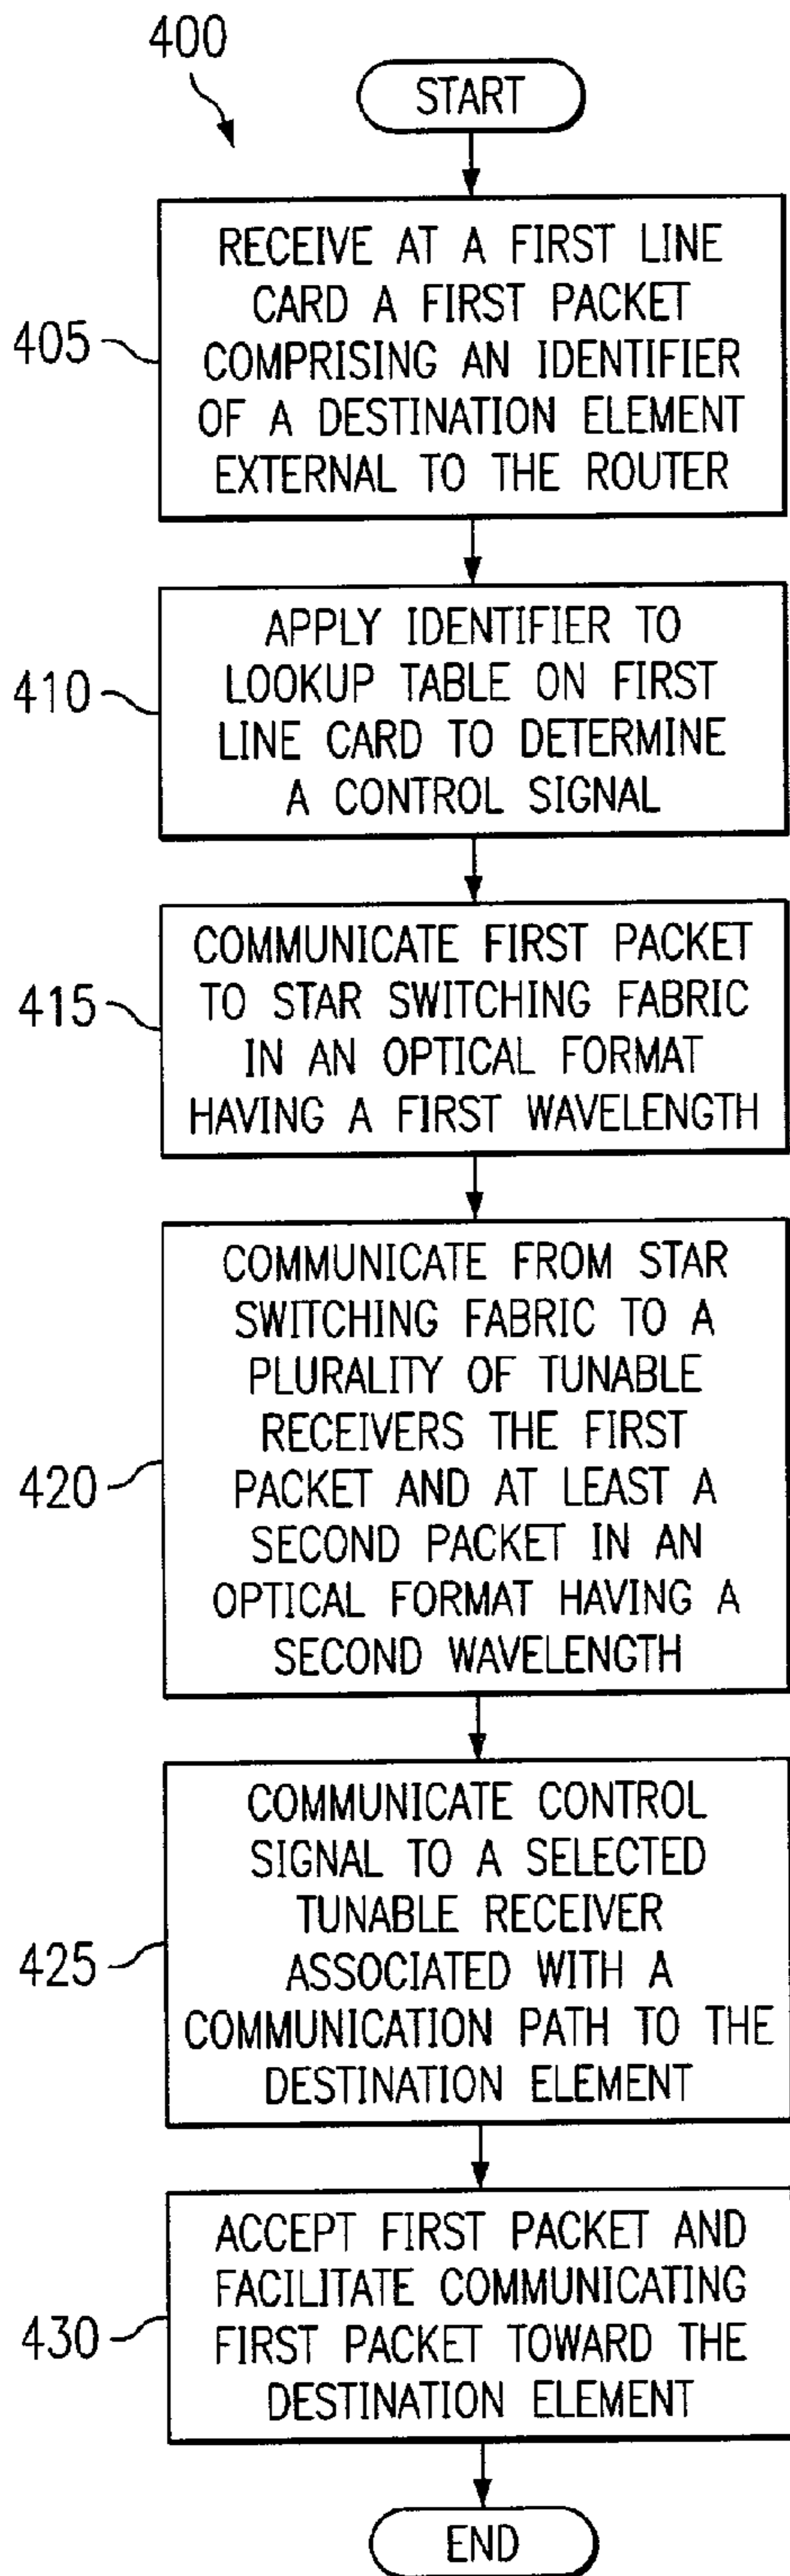 400
START
405
RECEIVE AT A FIRST LINE
CARD A FIRST PACKET
COMPRISING AN IDENTIFIER
OF A DESTINATION ELEMENT
EXTERNAL TO THE ROUTER
410
APPLY IDENTIFIER TO
LOOKUP TABLE ON FIRST
LINE CARD TO DETERMINE
A CONTROL SIGNAL
415
COMMUNICATE FIRST PACKET
TO STAR SWITCHING FABRIC
IN AN OPTICAL FORMAT
HAVING A FIRST WAVELENGTH
420
COMMUNICATE FROM STAR
SWITCHING FABRIC TO A
PLURALITY OF TUNABLE
RECEIVERS THE FIRST
PACKET AND AT LEAST A
SECOND PACKET IN AN
OPTICAL FORMAT HAVING A
SECOND WAVELENGTH
425
COMMUNICATE CONTROL
SIGNAL TO A SELECTED
TUNABLE RECEIVER
ASSOCIATED WITH A
COMMUNICATION PATH TO THE
DESTINATION ELEMENT
430
ACCEPT FIRST PACKET AND
FACILITATE COMMUNICATING
FIRST PACKET TOWARD THE
DESTINATION ELEMENT
END